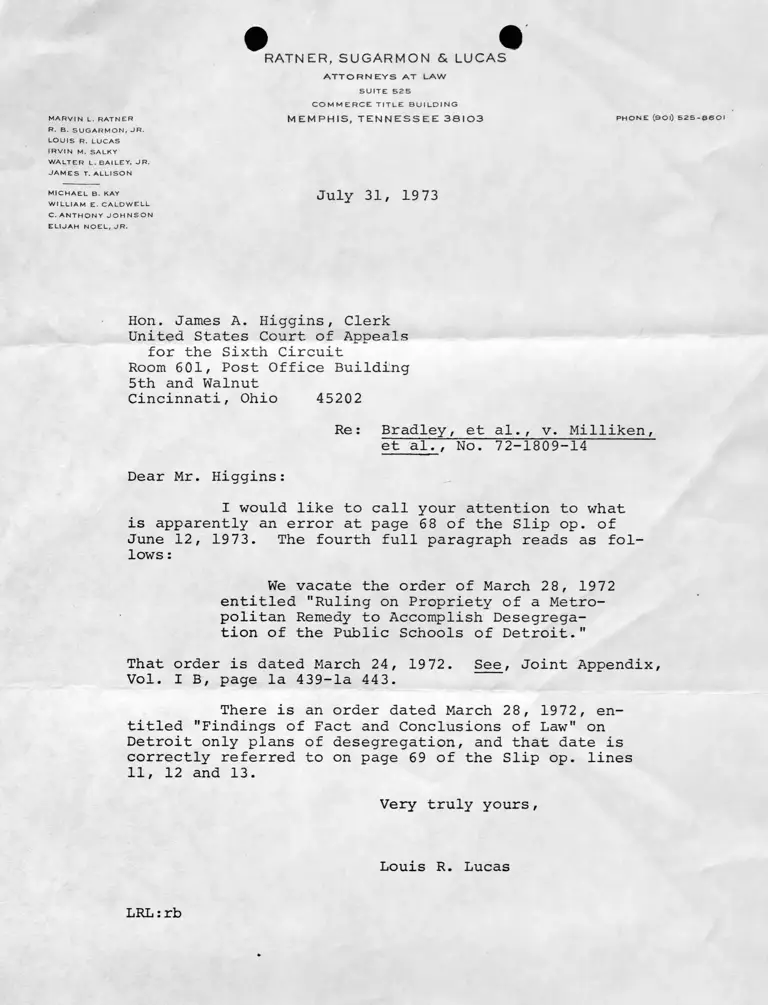 RATNER, SUGARMON & LUCAS
ATTORNEYS AT LAW
SUITE 525
COMMERCE TITLE BUILDING
MEMPHIS, TENNESSEE 38103
PHONE (901) 525-8601
MARVIN L. RATNER
R. B. SUGARMON, JR.
LOUIS R. LUCAS
IRVIN M. SALKY
WALTER L. BAILEY, JR.
JAMES T. ALLISON
MICHAEL B. KAY
WILLIAM E. CALDWELL
C. ANTHONY JOHNSON
ELIJAH NOEL, JR.
July 31, 1973
Hon. James A. Higgins, Clerk
United States Court of Appeals
for the Sixth Circuit
Room 601, Post Office Building
5th and Walnut
Cincinnati, Ohio 45202
Re: Bradley, et al., v. Milliken,
et al., No. 72-1809-14
Dear Mr. Higgins:
I would like to call your attention to what
is apparently an error at page 68 of the Slip op. of
June 12, 1973. The fourth full paragraph reads as fol-
lows:
We vacate the order of March 28, 1972
entitled "Ruling on Propriety of a Metro-
politan Remedy to Accomplish Desegrega-
tion of the Public Schools of Detroit."
That order is dated March 24, 1972. See, Joint Appendix,
Vol. I B, page la 439-la 443.
There is an order dated March 28, 1972, en-
titled "Findings of Fact and Conclusions of Law" on
Detroit only plans of desegregation, and that date is
correctly referred to on page 69 of the Slip op. lines
11, 12 and 13.
Very truly yours,
Louis R. Lucas
LRL:rb